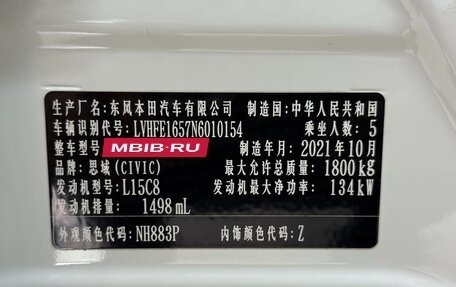 生产厂名:东风本田汽车有限公司 制造国:中华人民共和国
车辆识别代号:LVHFE1657N6010154 乘坐人数:5
整车型号 MBIB-RU 制造年月:2021年10月
品牌:思域(CIVIC) 最大允许总质量:1800kg
发动机型号:L15C8 发动机最大净功率:134kW
发动机排量:1498mL
外观颜色代码:NH883P 内饰颜色代码:Z